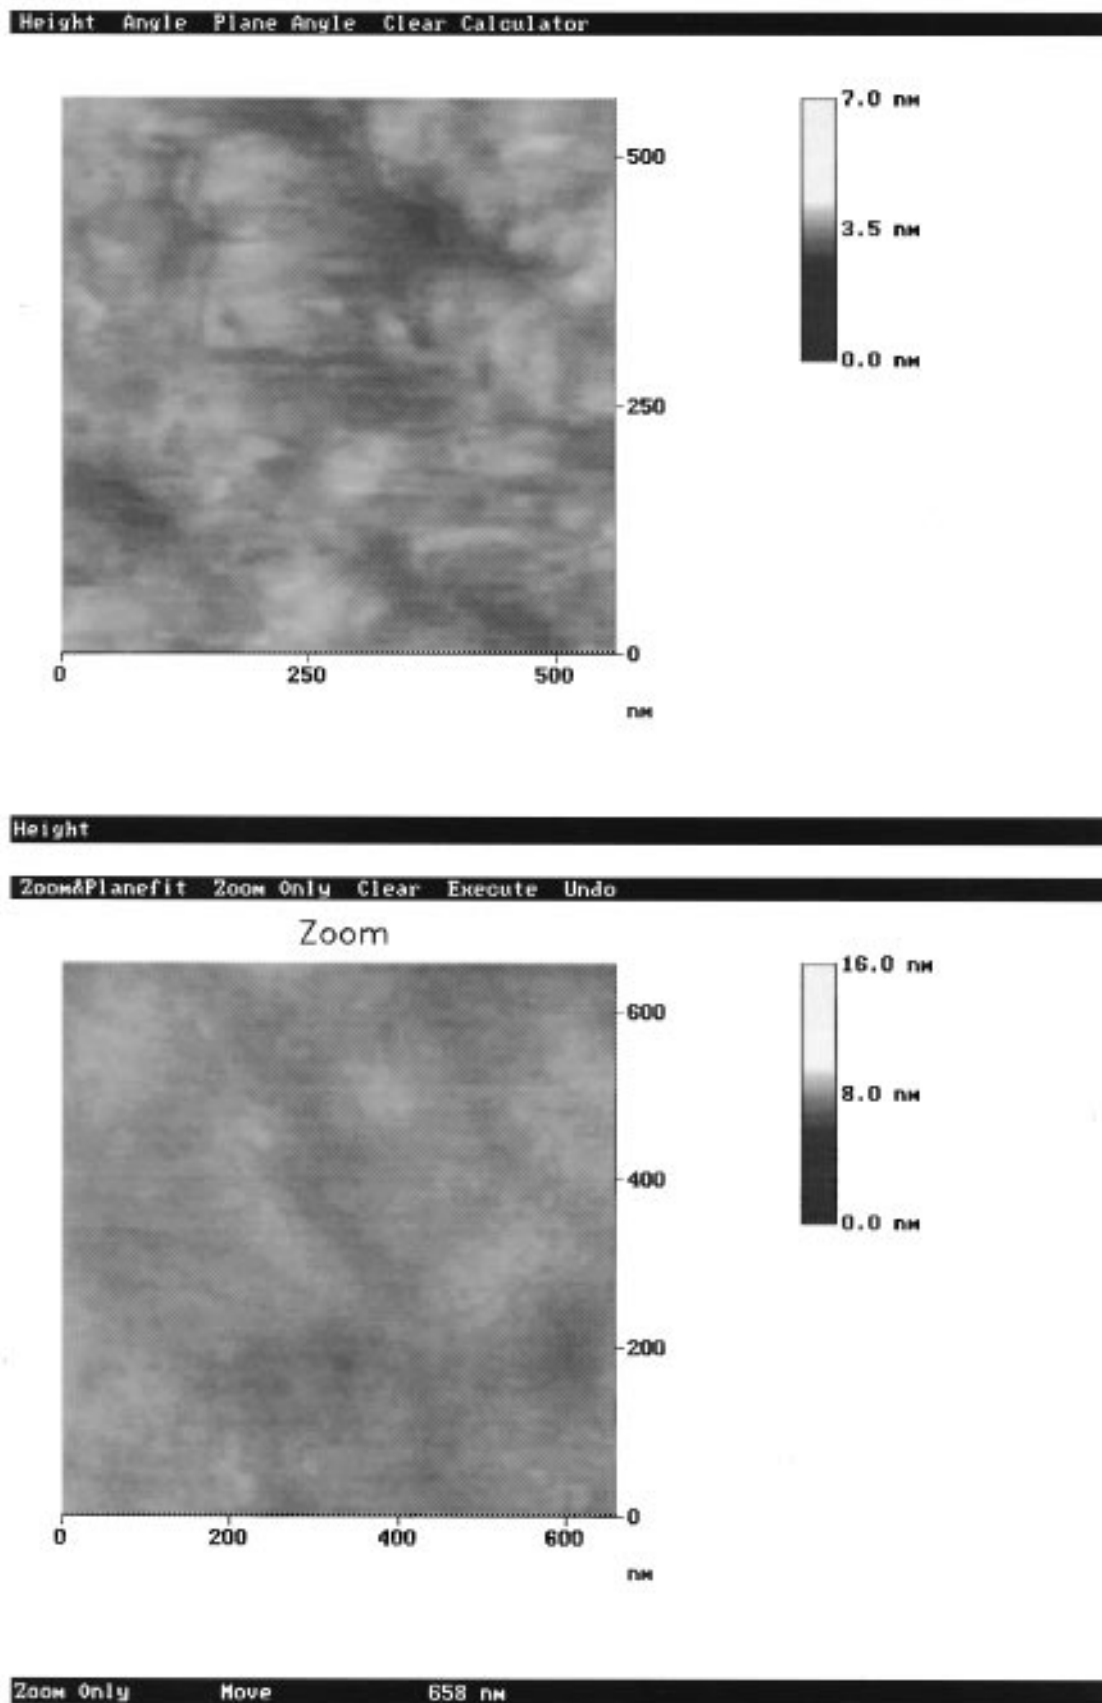 Height Angle Plane Angle Clear Calculator
7.0 nm
500
3.5 nm
0.0 nm
250
0
0 250 500
nm
Height
Zoom&Planefit Zoom Only Clear Execute Undo
Zoom
16.0 nm
600
8.0 nm
400
0.0 nm
200
0
0 200 400 600
nm
Zoom Only Move 658 nm